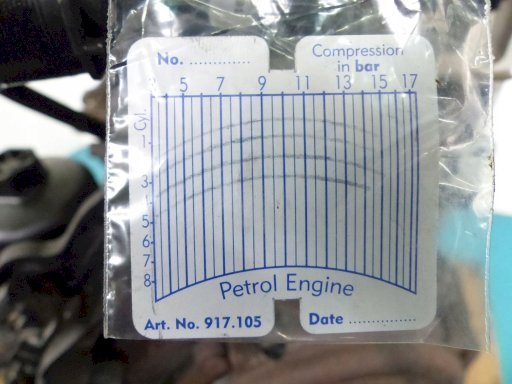 No. ..............
Compression
in bar
3 5 7 9 11 13 15 17
Cyl.
1
3
5
6
7
8
Petrol Engine
Art. No. 917.105
Date ................